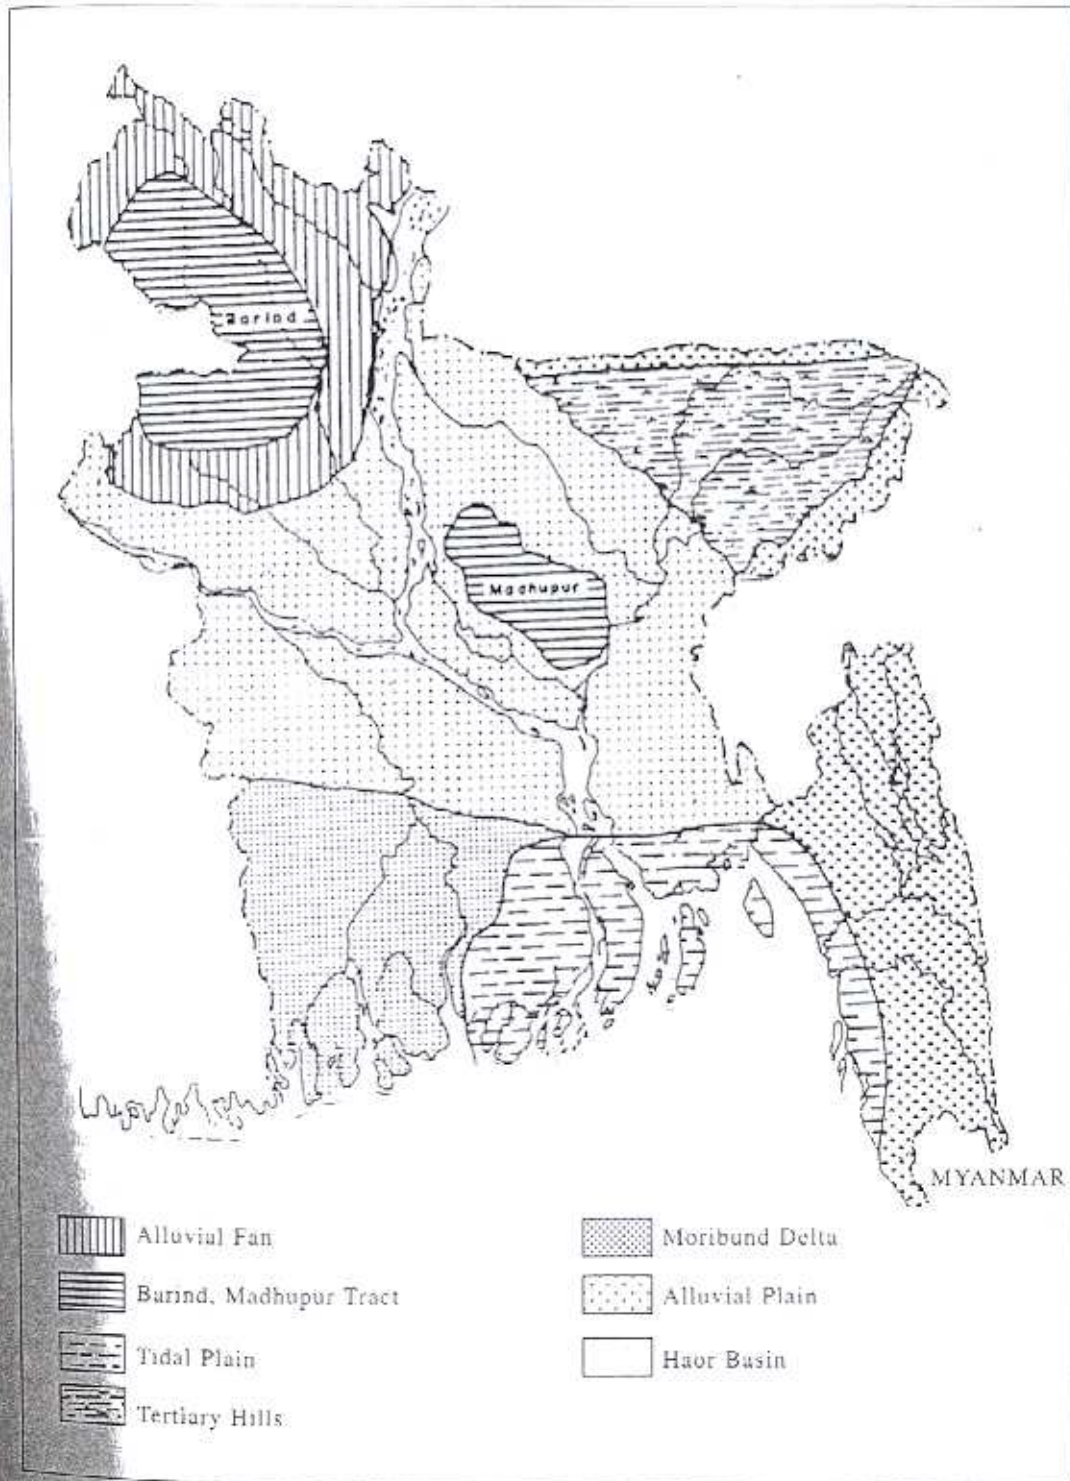 Barind
Madhupur
MYANMAR
Alluvial Fan
Barind, Madhupur Tract
Tidal Plain
Tertiary Hills
Moribund Delta
Alluvial Plain
Haor Basin